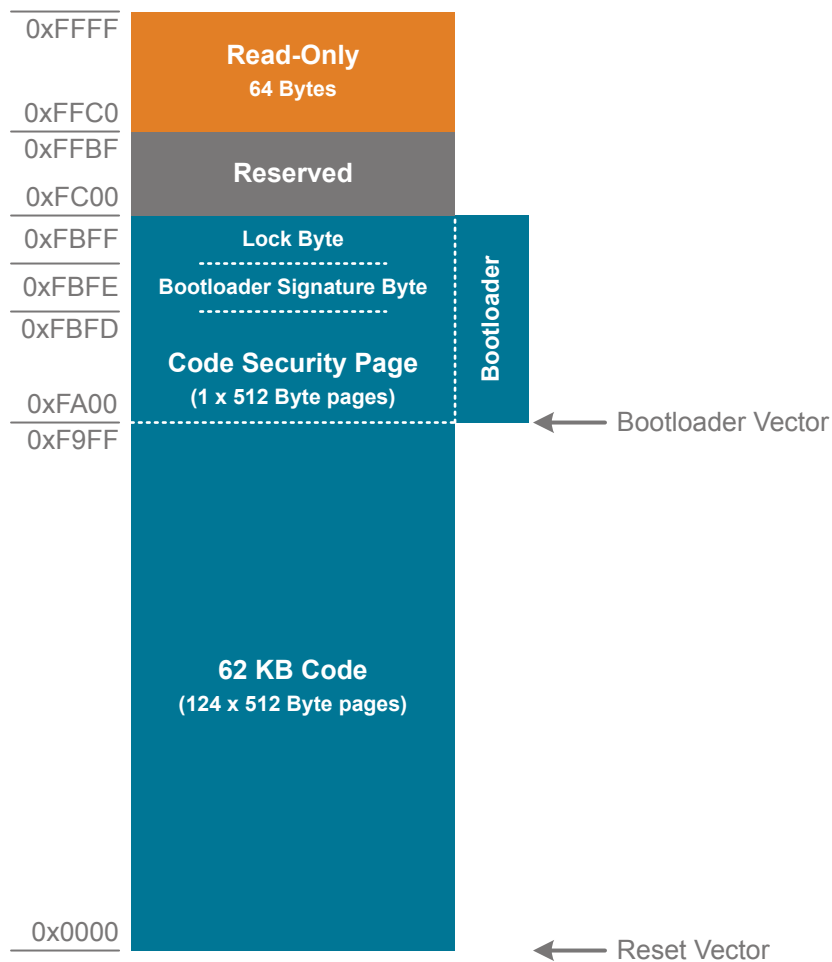 0xFFFF
Read-Only
64 Bytes
0xFFC0
0xFFBF
Reserved
0xFC00
0xFBFF
Lock Byte
0xFBFE
Bootloader Signature Byte
0xFBFD
Bootloader
Code Security Page
(1 x 512 Byte pages)
0xFA00
Bootloader Vector
0xF9FF
62 KB Code
(124 x 512 Byte pages)
0x0000
Reset Vector